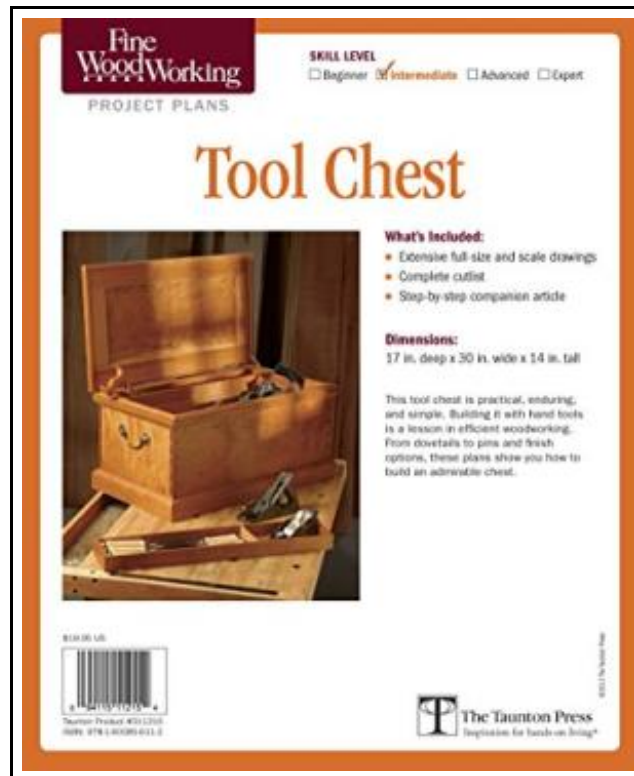 Fine
WoodWorking
PROJECT PLANS
SKILL LEVEL
Beginner Intermediate Advanced Expert
Tool Chest
What's Included:
Extensive full-size and scale drawings
Complete cutlist
Step-by-step companion article
Dimensions:
17 in. deep x 30 in. wide x 14 in. tall
This tool chest is practical, enduring,
and simple. Building it with hand tools
is a lesson in efficient woodworking.
From dovetails to pins and finish
options, these plans show you how to
build an admirable chest.
Taunton Product
ISBN:
The Taunton Press
Inspiration for hands-on living®